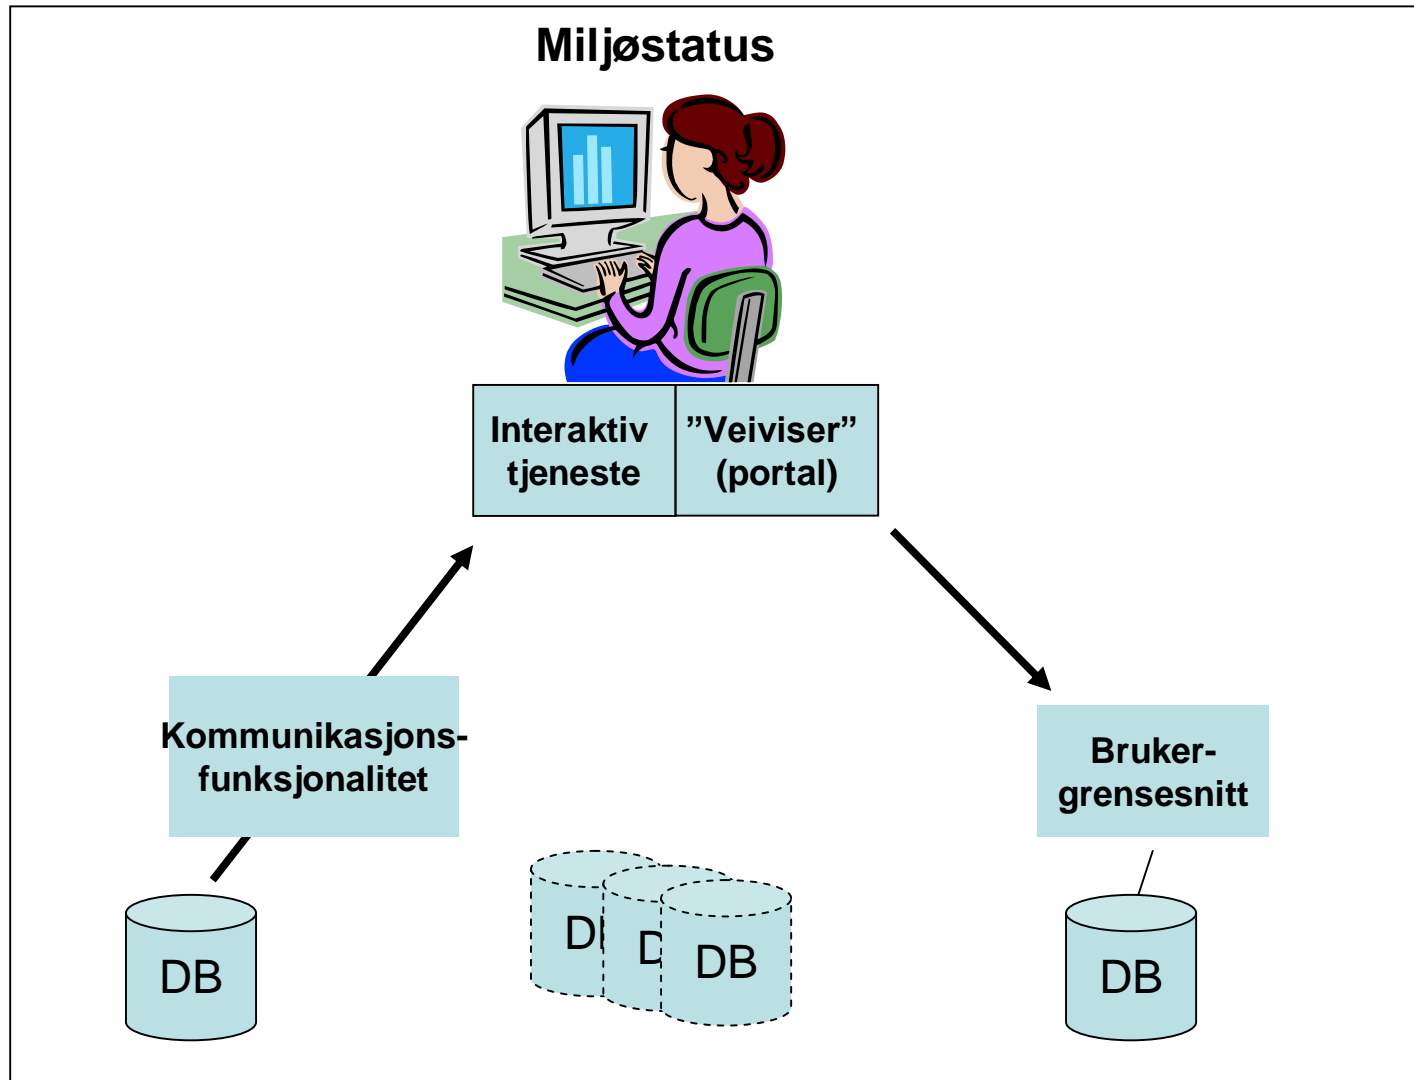 Miljøstatus
Interaktiv
tjeneste
”Veiviser”
(portal)
Kommunikasjons-
funksjonalitet
Bruker-
grensesnitt
DB
D
D
DB
DB